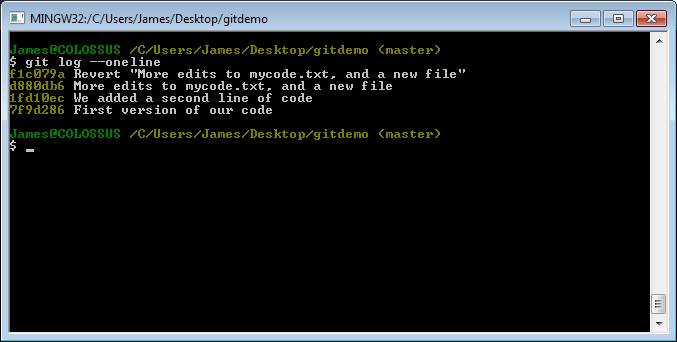 MINGW32:/C/Users/James/Desktop/gitdemo
James@COLOSSUS /C/Users/James/Desktop/gitdemo (master)
$ git log --oneline
f1c079a Revert "More edits to mycode.txt, and a new file"
d880db6 More edits to mycode.txt, and a new file
1fd10ec We added a second line of code
7f9d286 First version of our code
James@COLOSSUS /C/Users/James/Desktop/gitdemo (master)
$ _